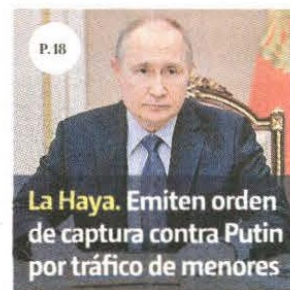 P. 18
La Haya. Emiten orden
de captura contra Putin
por tráfico de menores